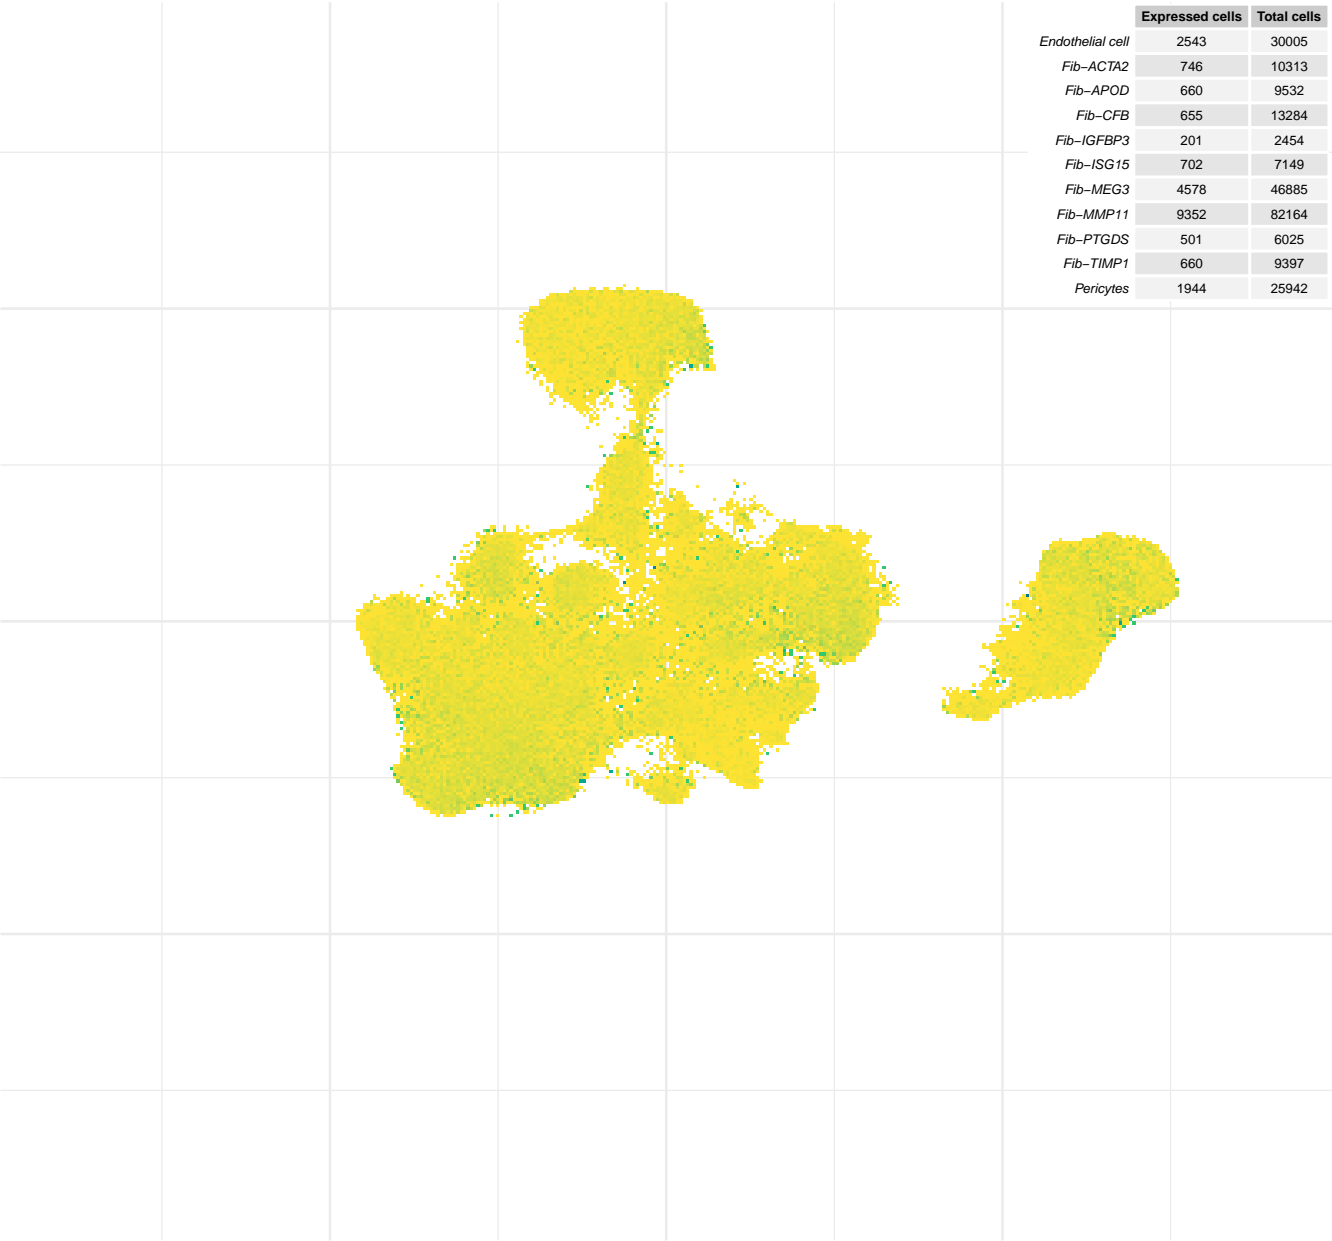 Expressed cells Total cells
Endothelial cell 2543 30005
Fib−ACTA2 746 10313
Fib−APOD 660 9532
Fib−CFB 655 13284
Fib−IGFBP3 201 2454
Fib−ISG15 702 7149
Fib−MEG3 4578 46885
Fib−MMP11 9352 82164
Fib−PTGDS 501 6025
Fib−TIMP1 660 9397
Pericytes 1944 25942